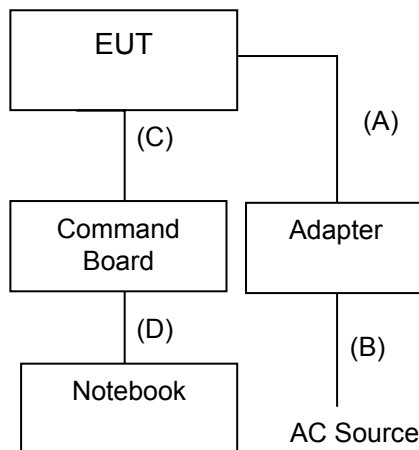 EUT
(A)
(C)
Command
Board
Adapter
(D)
(B)
Notebook
AC Source